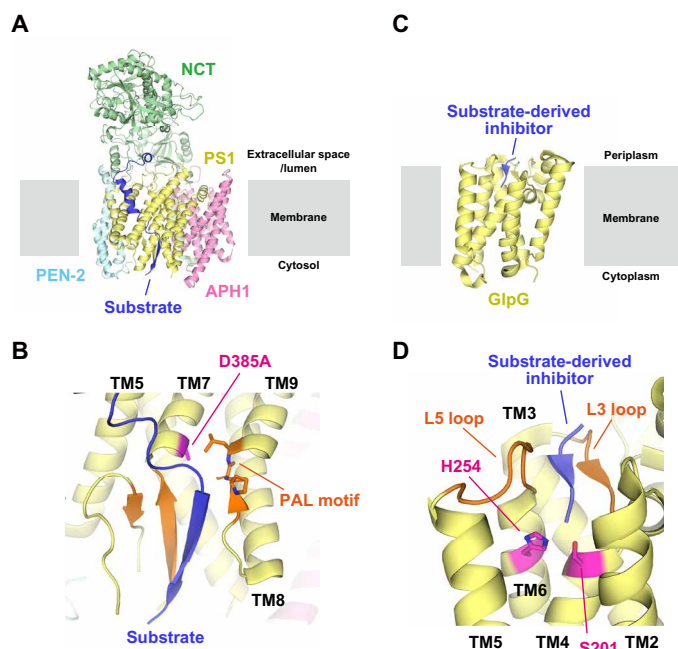 A
NCT
PS1
Extracellular space
/lumen
Membrane
Cytosol
PEN-2
APH1
Substrate
B
D385A
TM5
TM7
TM9
PAL motif
TM8
Substrate
C
Substrate-derived
inhibitor
Periplasm
Membrane
Cytoplasm
GlpG
D
Substrate-derived
inhibitor
L5 loop
TM3
L3 loop
H254
TM6
TM5
TM4
S201
TM2